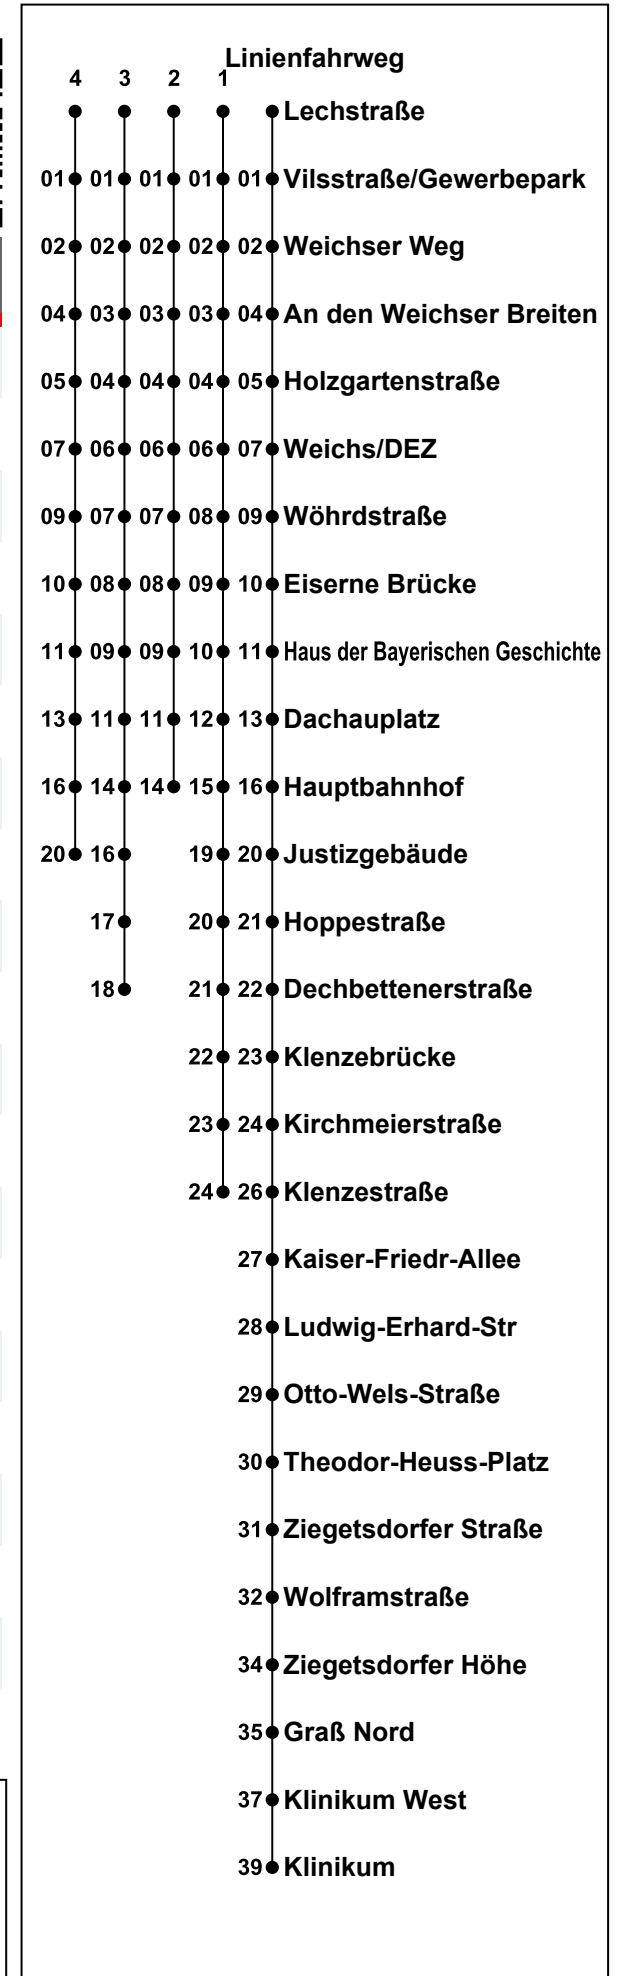 Linienfahrweg
4 3 2 1
Lechstraße
01 01 01 01 01 Vilsstraße/Gewerbepark
02 02 02 02 02 Weichser Weg
04 03 03 03 04 An den Weichser Breiten
05 04 04 04 05 Holzgartenstraße
07 06 06 06 07 Weichs/DEZ
09 07 07 08 09 Wöhrdstraße
10 08 08 09 10 Eiserne Brücke
11 09 09 10 11 Haus der Bayerischen Geschichte
13 11 11 12 13 Dachauplatz
16 14 14 15 16 Hauptbahnhof
20 16 19 20 Justizgebäude
17 20 21 Hoppestraße
18 21 22 Dechbettenerstraße
22 23 Klenzebrücke
23 24 Kirchmeierstraße
24 26 Klenzestraße
27 Kaiser-Friedr-Allee
28 Ludwig-Erhard-Str
29 Otto-Wels-Straße
30 Theodor-Heuss-Platz
31 Ziegetsdorfer Straße
32 Wolframstraße
34 Ziegetsdorfer Höhe
35 Graß Nord
37 Klinikum West
39 Klinikum